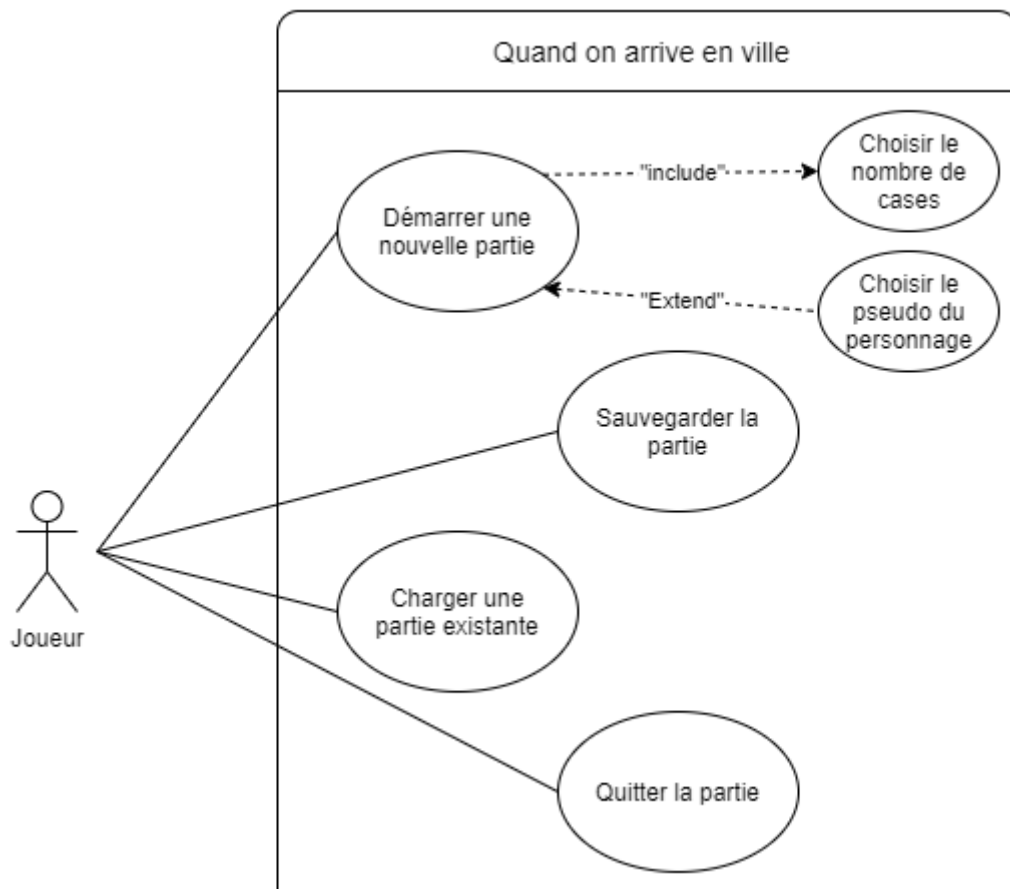 Quand on arrive en ville
Démarrer une
nouvelle partie
"include"
Choisir le
nombre de
cases
"Extend"
Choisir le
pseudo du
personnage
Sauvegarder la
partie
Joueur
Charger une
partie existante
Quitter la partie